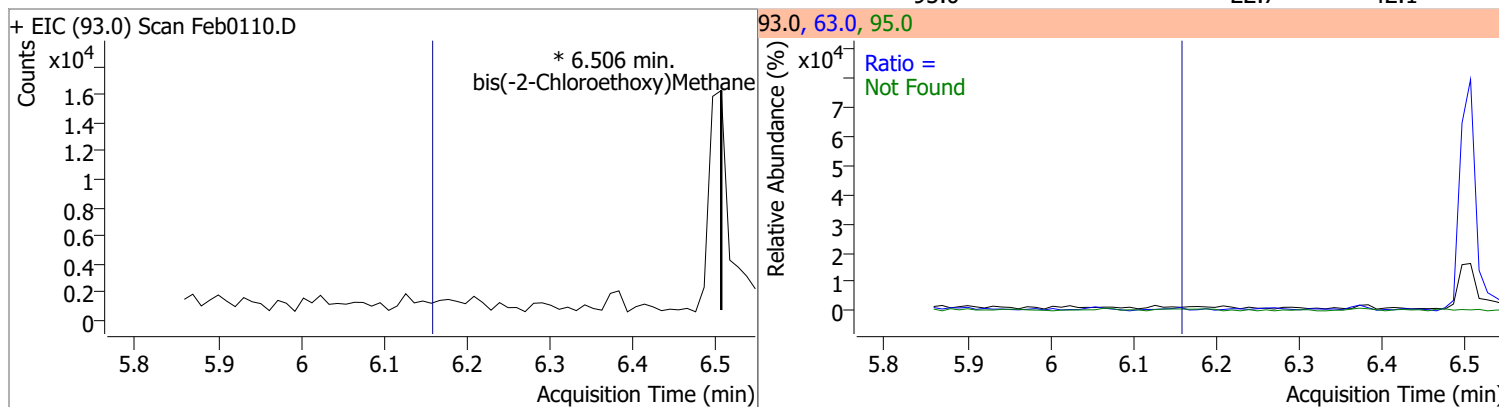 + EIC (93.0) Scan Feb0110.D
Counts
x10⁴
* 6.506 min.
bis(-2-Chloroethoxy)Methane
1.6
1.4
1.2
1
0.8
0.6
0.4
0.2
0
5.8 5.9 6 6.1 6.2 6.3 6.4 6.5
Acquisition Time (min)
93.0, 63.0, 95.0
Relative Abundance (%)
x10⁴
Ratio =
Not Found
7
6
5
4
3
2
1
0
5.8 5.9 6 6.1 6.2 6.3 6.4 6.5
Acquisition Time (min)